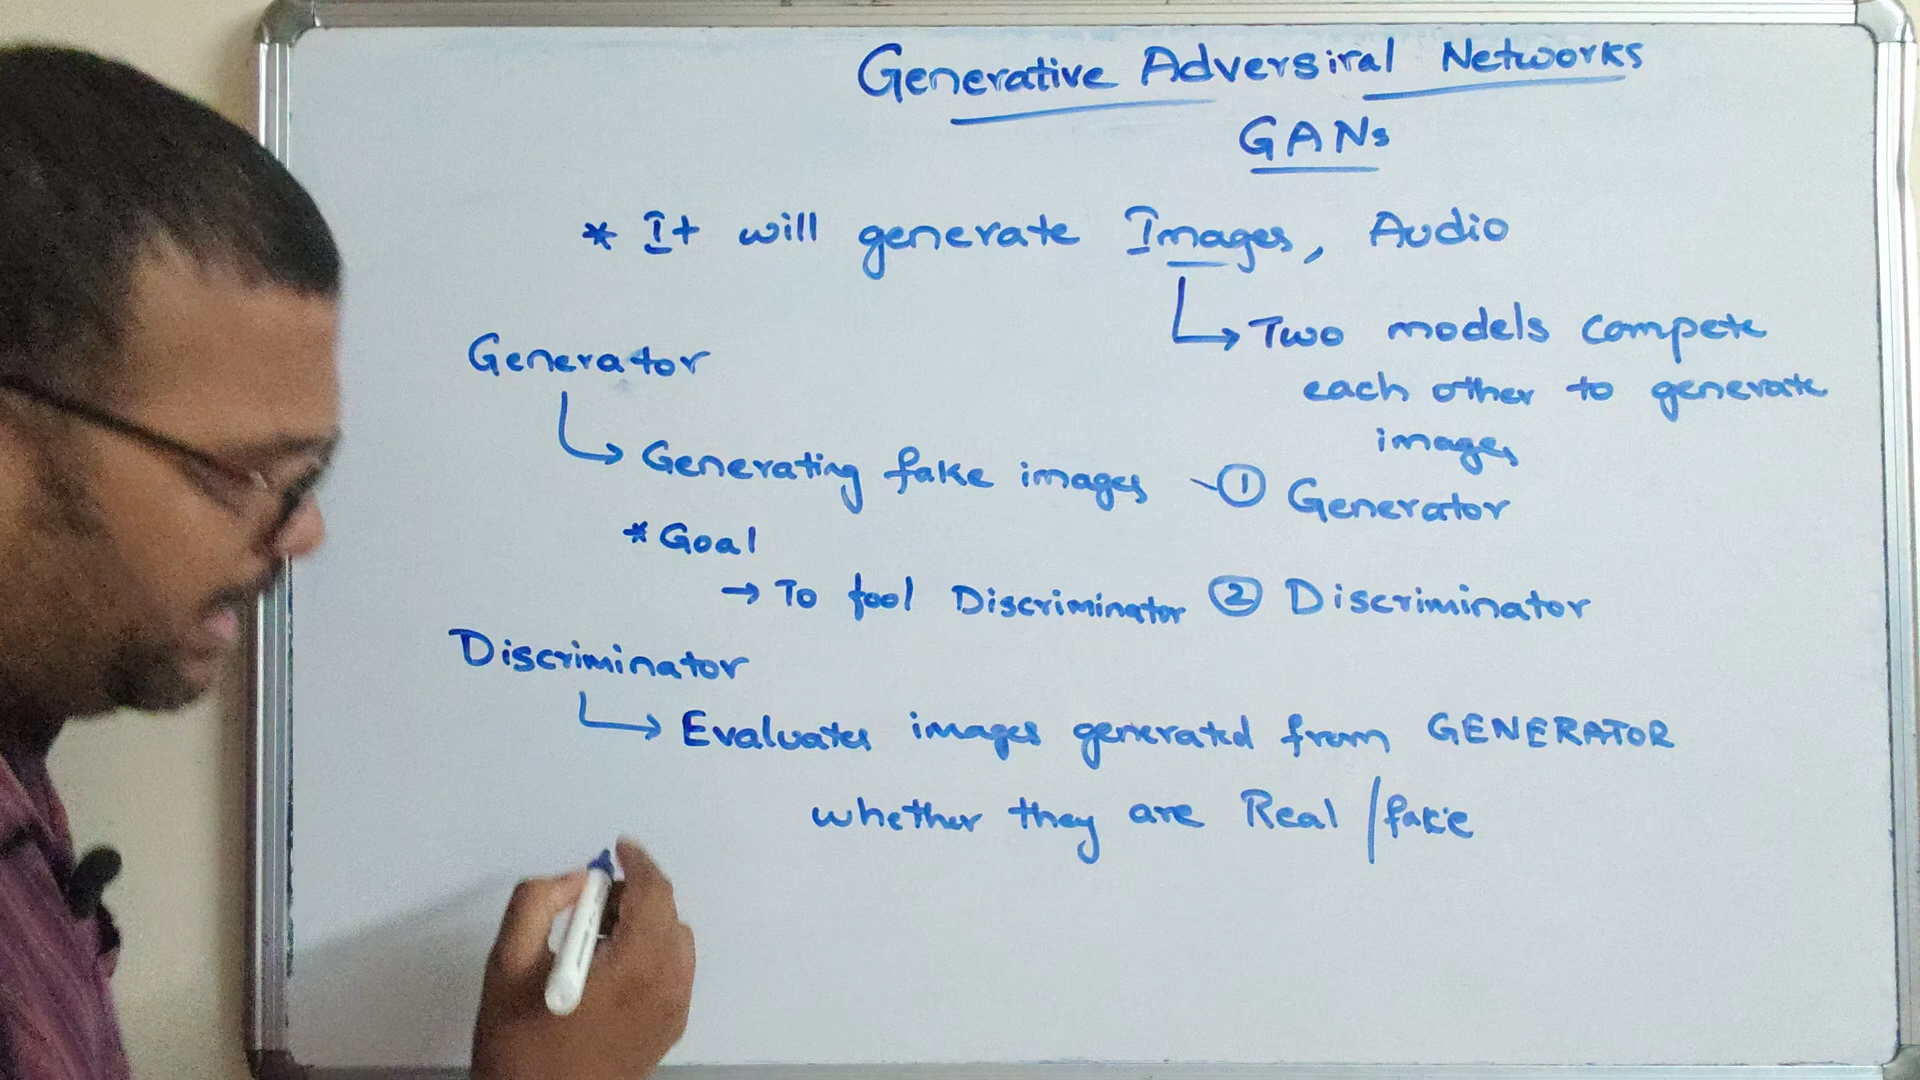 Generative Adversiral Networks
GANs
* It will generate Images, Audio
↳ Two models compete
each other to generate
images
① Generator
② Discriminator
Generator
↳ Generating fake images
* Goal
→ To fool Discriminator
Discriminator
↳ Evaluates images generated from GENERATOR
whether they are Real / fake